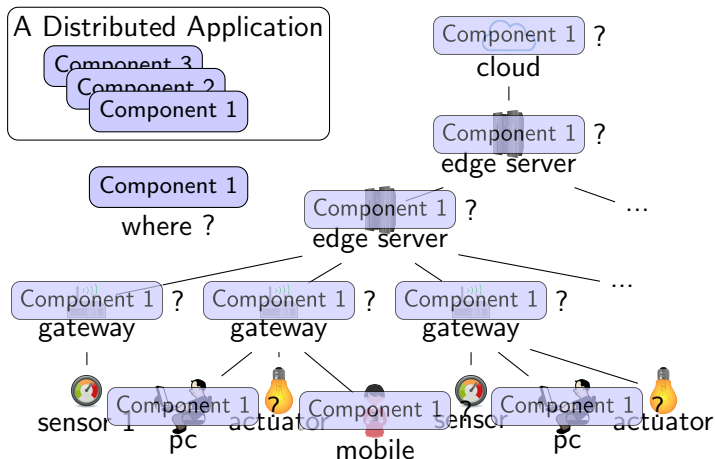 A Distributed Application
Component 3
Component 2
Component 1
Component 1
where ?
Component 1 ?
cloud
Component 1 ?
edge server
Component 1 ?
edge server
...
...
Component 1 ?
gateway
Component 1 ?
gateway
Component 1 ?
gateway
sensor 1
Component 1 ?
pc
actuator
Component 1 ?
mobile
sensor
Component 1 ?
pc
actuator